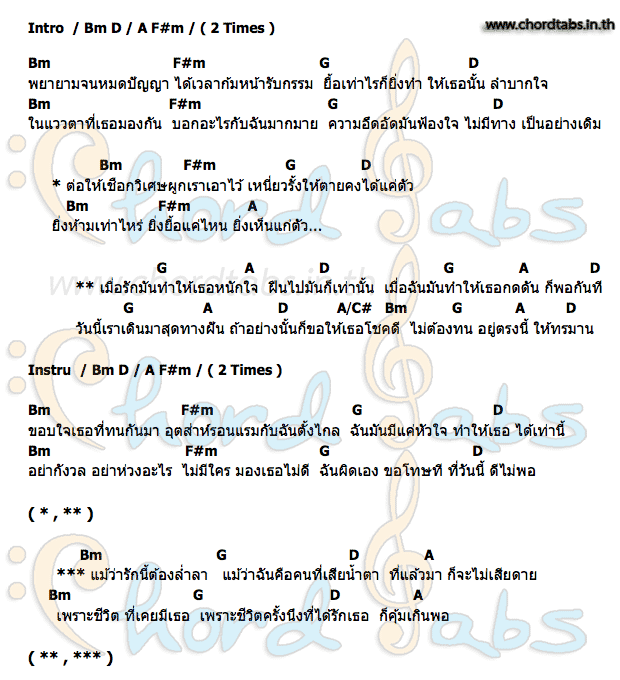 Intro / Bm D / A F#m / ( 2 Times )
www.chordtabs.in.th
Bm F#m G D
พยายามจนหมดปัญญา ได้เวลาก้มหน้ารับกรรม ยื้อเท่าไรก็ยิ่งทำ ให้เธอนั้น ลำบากใจ
Bm F#m G D
ในแววตาที่เธอมองกัน บอกอะไรกับฉันมากมาย ความอึดอัดมันฟ้องใจ ไม่มีทาง เป็นอย่างเดิม
Bm F#m G D
* ต่อให้เชือกวิเศษผูกเราเอาไว้ เหนี่ยวรั้งให้ตายคงได้แค่ตัว
Bm F#m A
ยิ่งห้ามเท่าไหร่ ยิ่งยื้อแค่ไหน ยิ่งเห็นแก่ตัว...
G A D G A D
** เมื่อรักมันทำให้เธอหนักใจ ฝืนไปมันก็เท่านั้น เมื่อฉันมันทำให้เธอกดดัน ก็พอกันที
G A D A/C# Bm G A D
วันนี้เราเดินมาสุดทางฝัน ถ้าอย่างนั้นก็ขอให้เธอโชคดี ไม่ต้องทน อยู่ตรงนี้ ให้ทรมาน
Instru / Bm D / A F#m / ( 2 Times )
Bm F#m G D
ขอบใจเธอที่ทนกันมา อุตส่าห์รอนแรมกับฉันตั้งไกล ฉันมันมีแค่หัวใจ ทำให้เธอ ได้เท่านี้
Bm F#m G D
อย่ากังวล อย่าห่วงอะไร ไม่มีใคร มองเธอไม่ดี ฉันผิดเอง ขอโทษที ที่วันนี้ ดีไม่พอ
( * , ** )
Bm G D A
*** แม้ว่ารักนี้ต้องล่ำลา แม้ว่าฉันคือคนที่เสียน้ำตา ที่แล้วมา ก็จะไม่เสียดาย
Bm G D A
เพราะชีวิต ที่เคยมีเธอ เพราะชีวิตครั้งนึงที่ได้รักเธอ ก็คุ้มเกินพอ
( ** , *** )